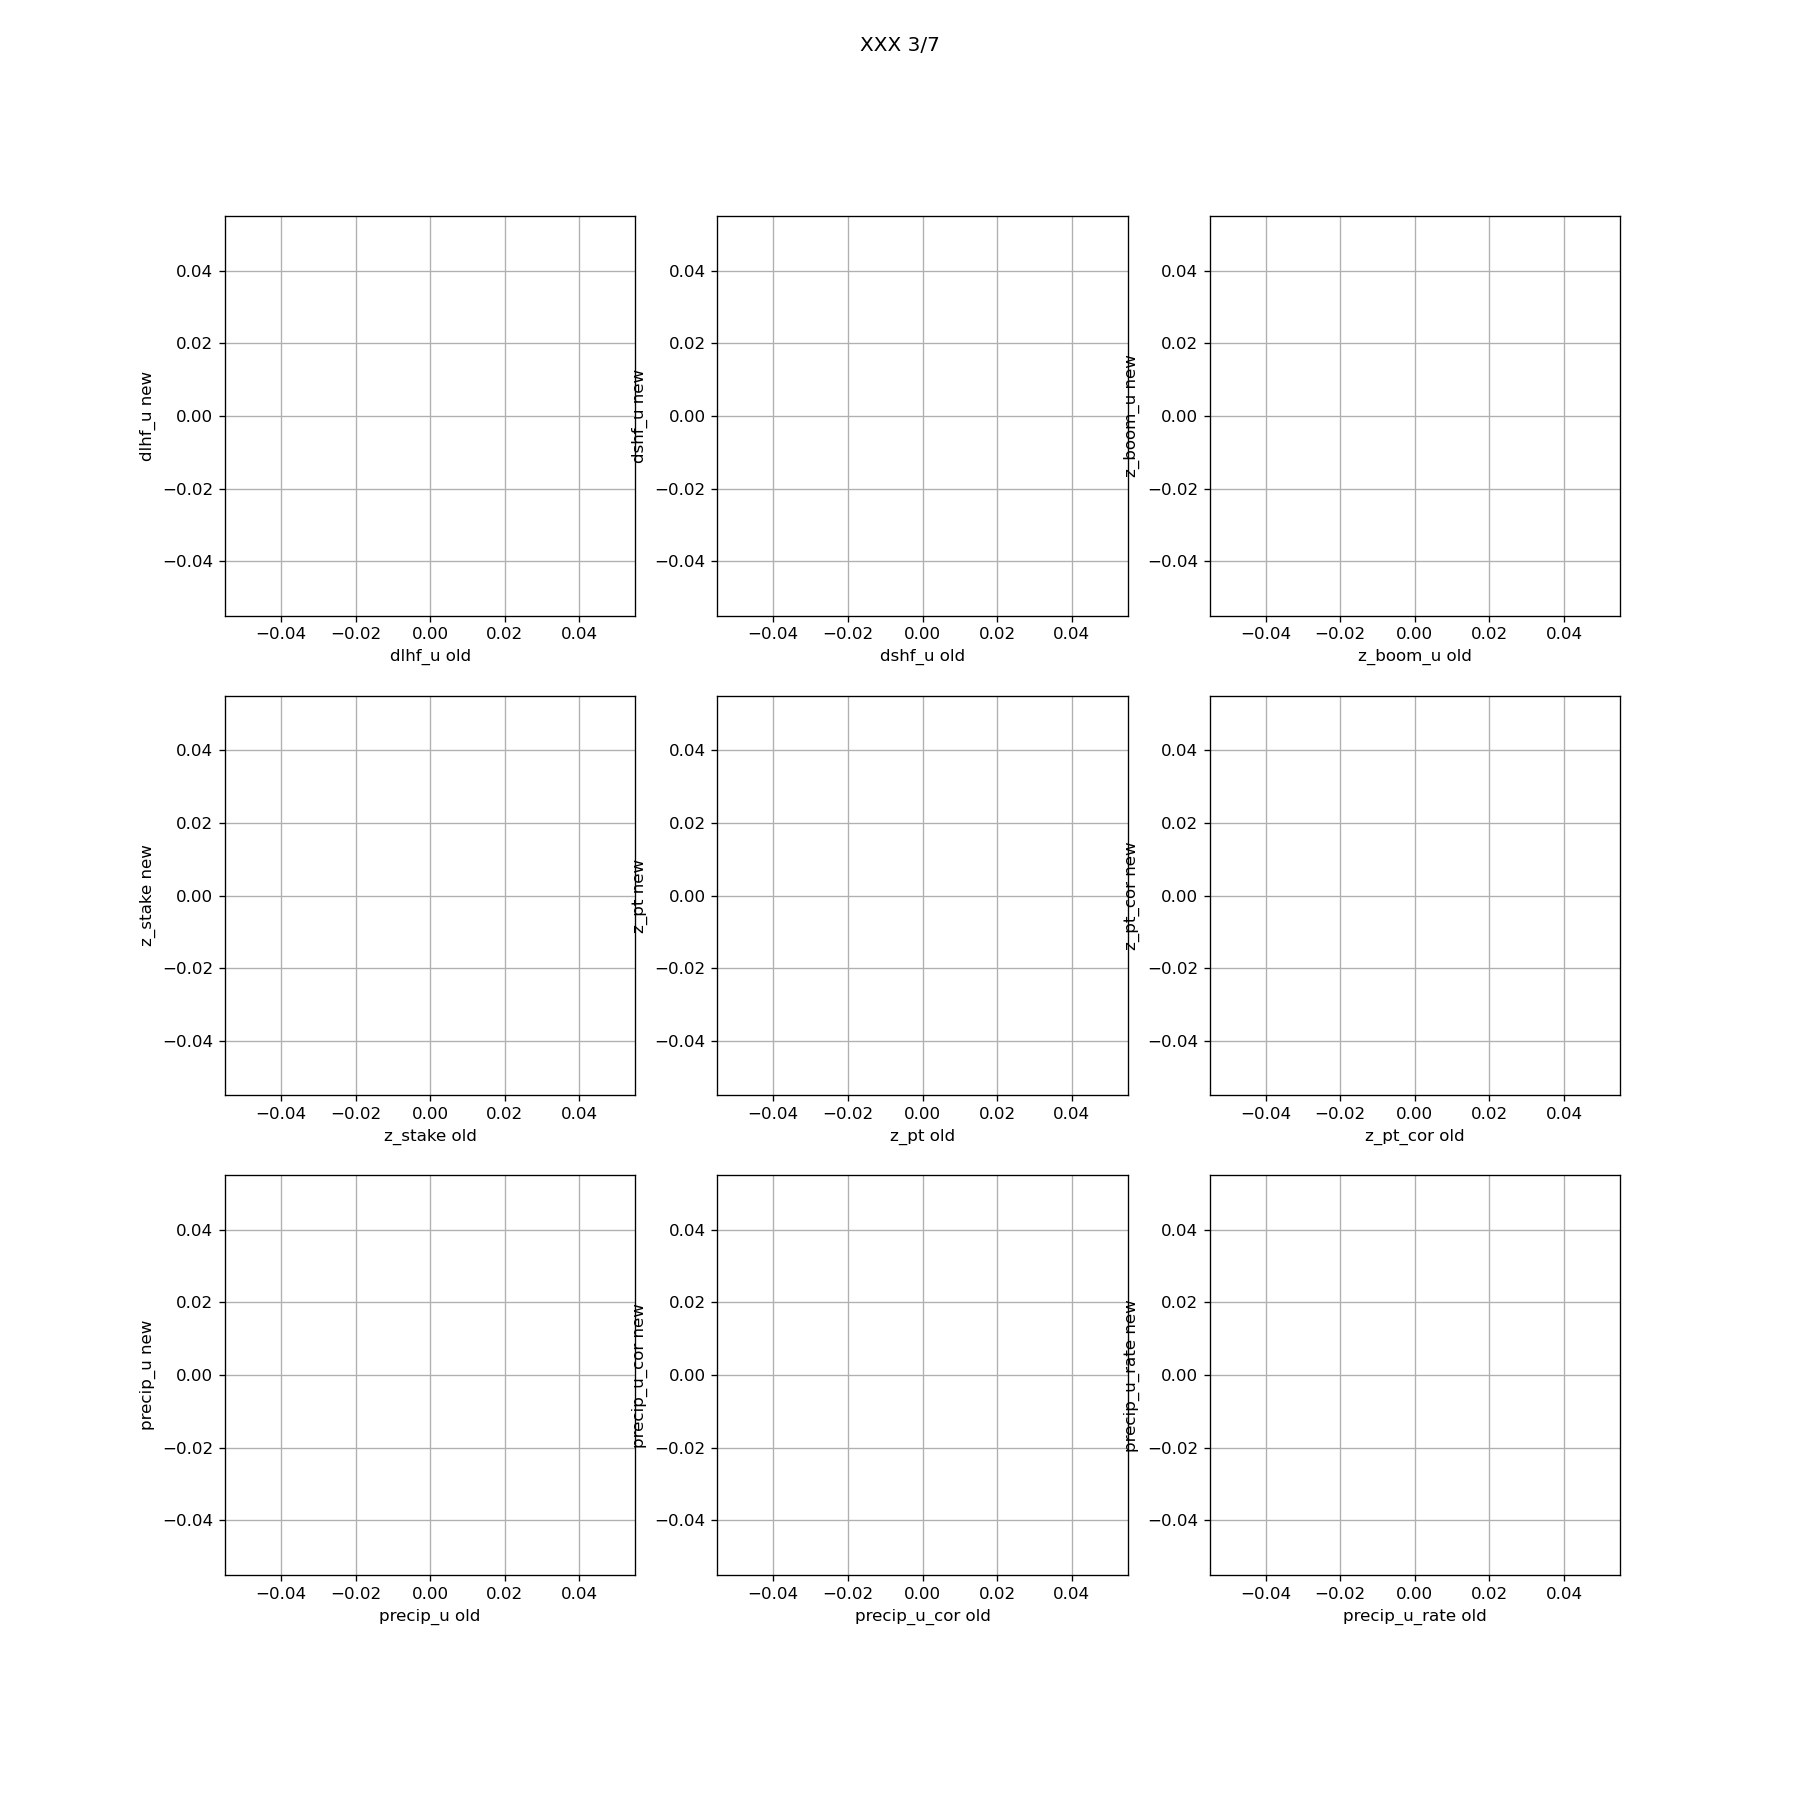 XXX 3/7
dlhf_u new
0.04
0.02
0.00
−0.02
−0.04
−0.04 −0.02 0.00 0.02 0.04
dlhf_u old
dshf_u new
0.04
0.02
0.00
−0.02
−0.04
−0.04 −0.02 0.00 0.02 0.04
dshf_u old
z_boom_u new
0.04
0.02
0.00
−0.02
−0.04
−0.04 −0.02 0.00 0.02 0.04
z_boom_u old
z_stake new
0.04
0.02
0.00
−0.02
−0.04
−0.04 −0.02 0.00 0.02 0.04
z_stake old
z_pt new
0.04
0.02
0.00
−0.02
−0.04
−0.04 −0.02 0.00 0.02 0.04
z_pt old
z_pt_cor new
0.04
0.02
0.00
−0.02
−0.04
−0.04 −0.02 0.00 0.02 0.04
z_pt_cor old
precip_u new
0.04
0.02
0.00
−0.02
−0.04
−0.04 −0.02 0.00 0.02 0.04
precip_u old
precip_u_cor new
0.04
0.02
0.00
−0.02
−0.04
−0.04 −0.02 0.00 0.02 0.04
precip_u_cor old
precip_u_rate new
0.04
0.02
0.00
−0.02
−0.04
−0.04 −0.02 0.00 0.02 0.04
precip_u_rate old